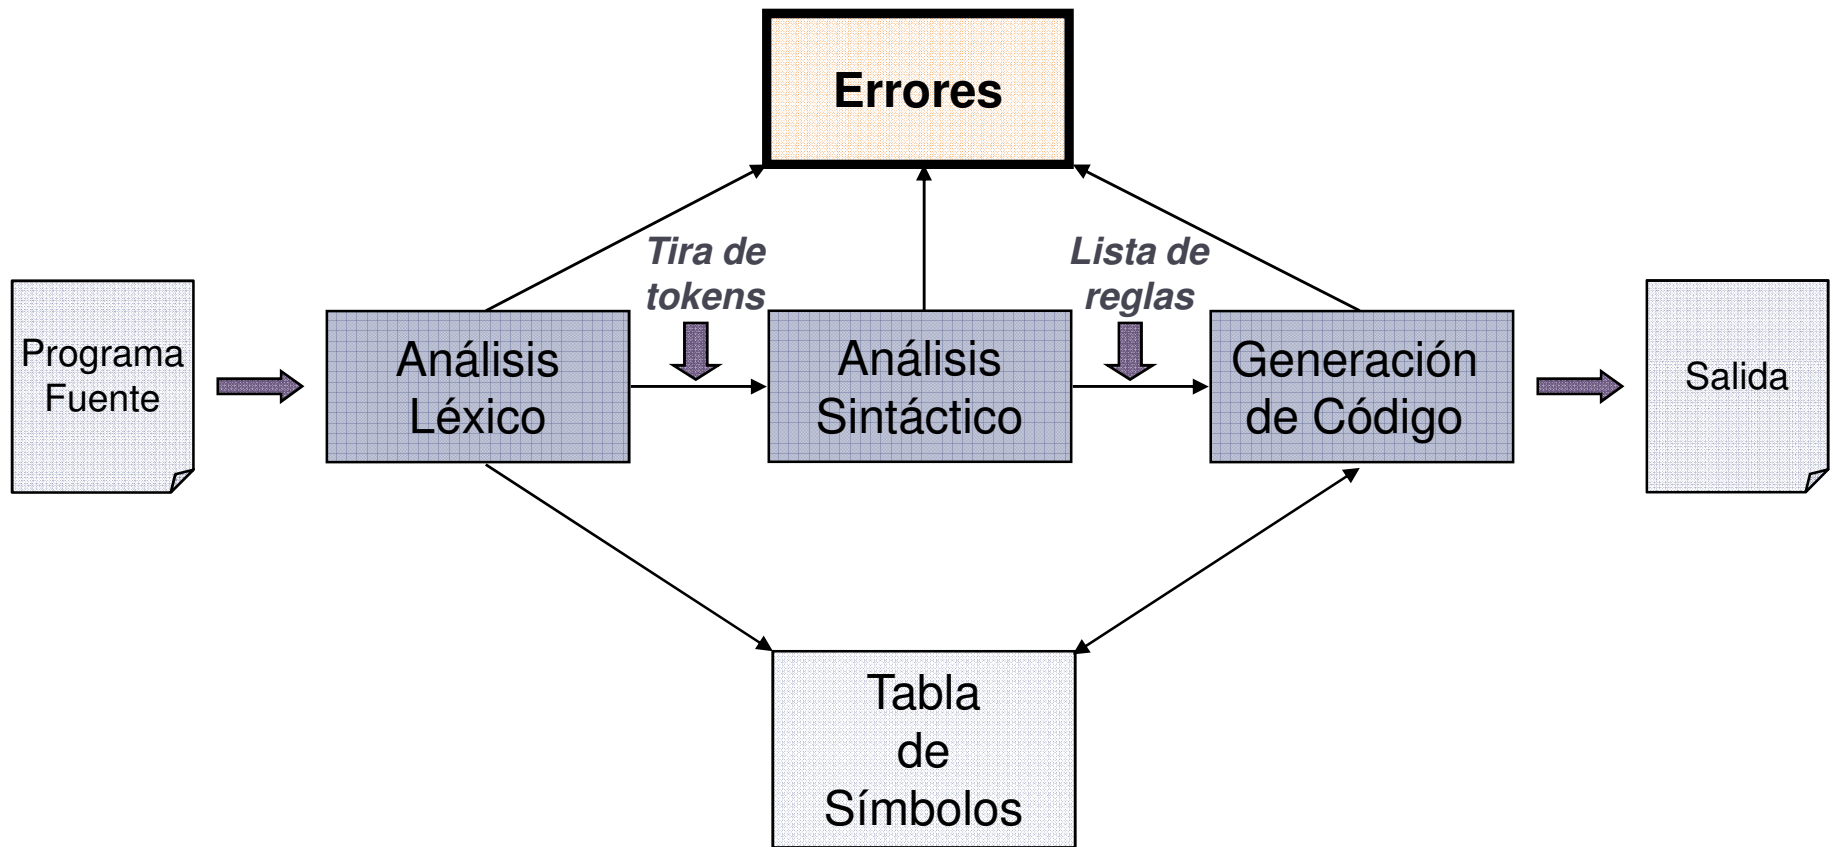 Errores
Tira de
tokens
Lista de
reglas
Programa
Fuente
Análisis
Léxico
Análisis
Sintáctico
Generación
de Código
Salida
Tabla
de
Símbolos